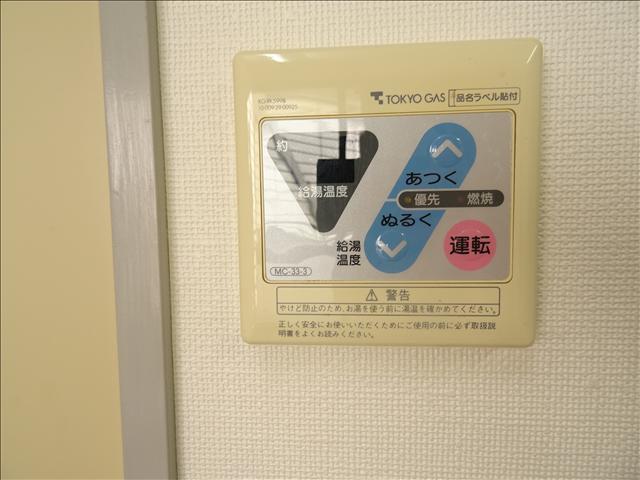 TOKYO GAS 品名ラベル貼付
約
給湯温度
あつく
優先 燃焼
ぬるく
給湯
温度
運転
MC-33-3
警告
やけど防止のため、お湯を使う前に湯温を確かめてください。
正しく安全にお使いいただくためにご使用の前に必ず取扱説
明書をよくお読みください。